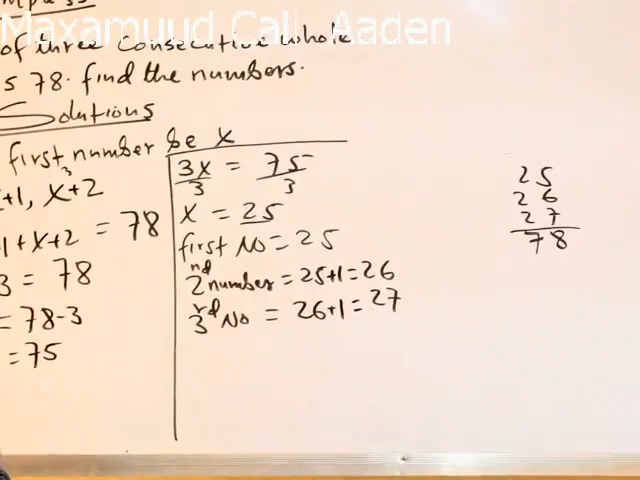 Maxamuud Cali Aaden
of three consecutive whole
s 78. find the numbers.
Solutions
first number be x
+1, x+2
1 + x+2 = 78
3 = 78
= 78-3
= 75
3x/3 = 75/3
x = 25
first No = 25
2nd number = 25+1 = 26
3rd No = 26+1 = 27
25
26
27
78